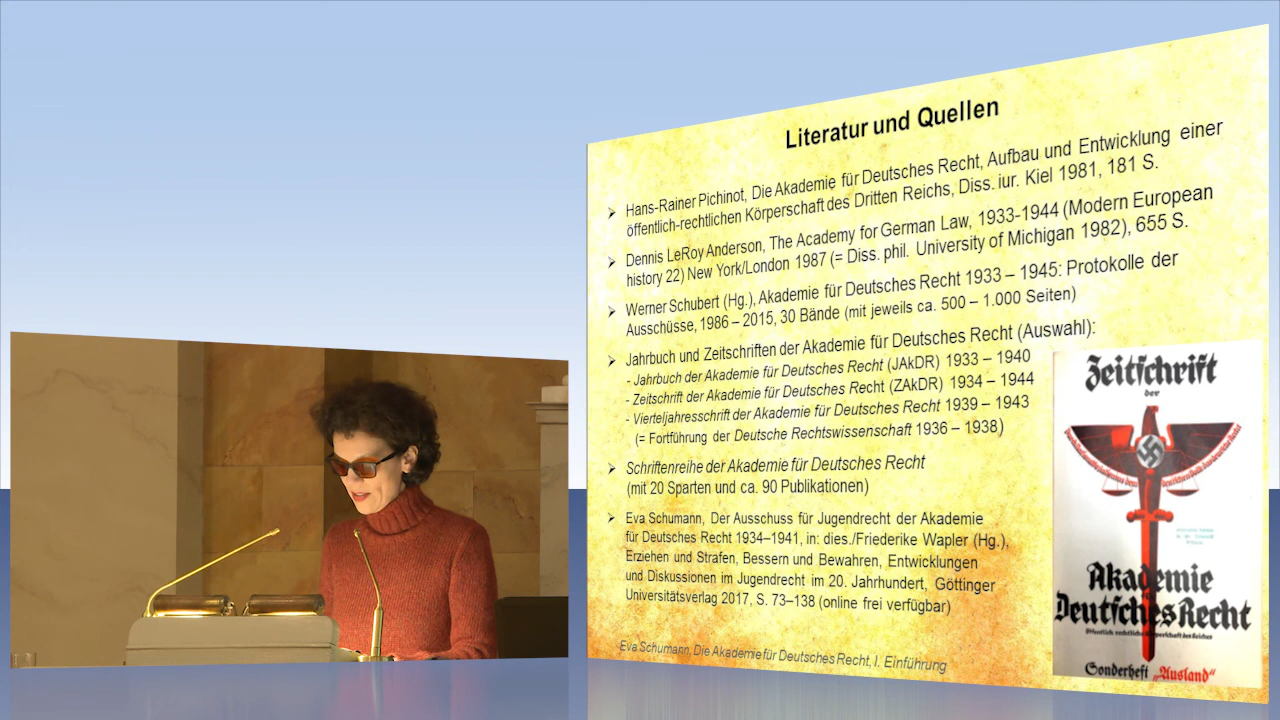 Literatur und Quellen
➢ Hans-Rainer Pichinot, Die Akademie für Deutsches Recht, Aufbau und Entwicklung einer
öffentlich-rechtlichen Körperschaft des Dritten Reichs, Diss. iur. Kiel 1981, 181 S.
➢ Dennis LeRoy Anderson, The Academy for German Law, 1933-1944 (Modern European
history 22) New York/London 1987 (= Diss. phil. University of Michigan 1982), 655 S.
➢ Werner Schubert (Hg.), Akademie für Deutsches Recht 1933 – 1945: Protokolle der
Ausschüsse, 1986 – 2015, 30 Bände (mit jeweils ca. 500 – 1.000 Seiten)
➢ Jahrbuch und Zeitschriften der Akademie für Deutsches Recht (Auswahl):
- Jahrbuch der Akademie für Deutsches Recht (JAkDR) 1933 – 1940
- Zeitschrift der Akademie für Deutsches Recht (ZAkDR) 1934 – 1944
- Vierteljahresschrift der Akademie für Deutsches Recht 1939 – 1943
(= Fortführung der Deutsche Rechtswissenschaft 1936 – 1938)
➢ Schriftenreihe der Akademie für Deutsches Recht
(mit 20 Sparten und ca. 90 Publikationen)
➢ Eva Schumann, Der Ausschuss für Jugendrecht der Akademie
für Deutsches Recht 1934–1941, in: dies./Friederike Wapler (Hg.),
Erziehen und Strafen, Bessern und Bewahren, Entwicklungen
und Diskussionen im Jugendrecht im 20. Jahrhundert, Göttinger
Universitätsverlag 2017, S. 73–138 (online frei verfügbar)
Eva Schumann, Die Akademie für Deutsches Recht, I. Einführung
Zeitschrift
der
Akademie
Deutsches Recht
Sonderheft „Ausland“